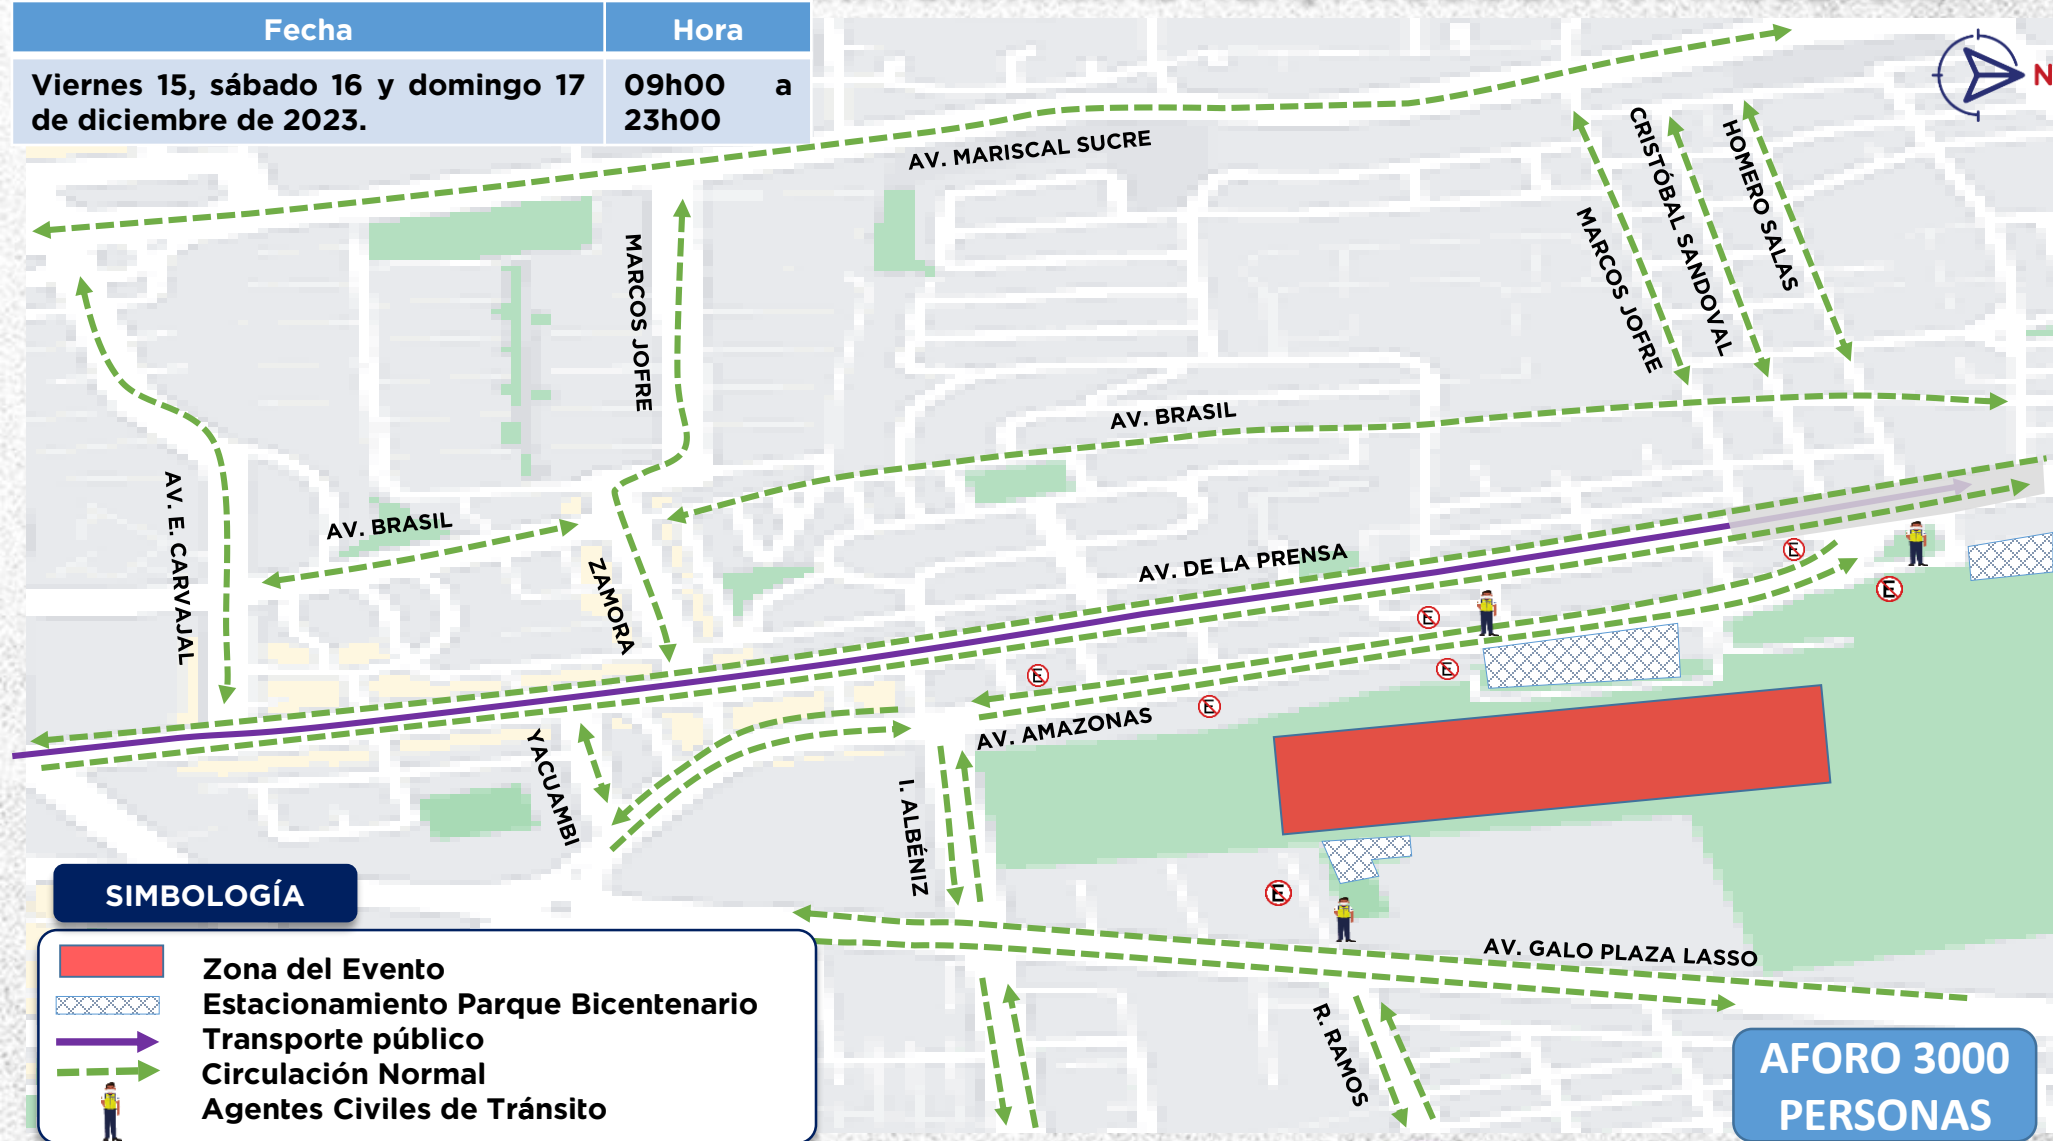 Fecha
Hora
Viernes 15, sábado 16 y domingo 17
de diciembre de 2023.
09h00 a
23h00
N
AV. MARISCAL SUCRE
CRISTÓBAL SANDOVAL
HOMERO SALAS
MARCOS JOFRE
MARCOS JOFRE
AV. BRASIL
AV. E. CARVAJAL
AV. BRASIL
ZAMORA
AV. DE LA PRENSA
E
E
E
E
E
E
E
AV. AMAZONAS
YACUAMBI
I. ALBÉNIZ
AV. GALO PLAZA LASSO
R. RAMOS
SIMBOLOGÍA
Zona del Evento
Estacionamiento Parque Bicentenario
Transporte público
Circulación Normal
Agentes Civiles de Tránsito
AFORO 3000
PERSONAS